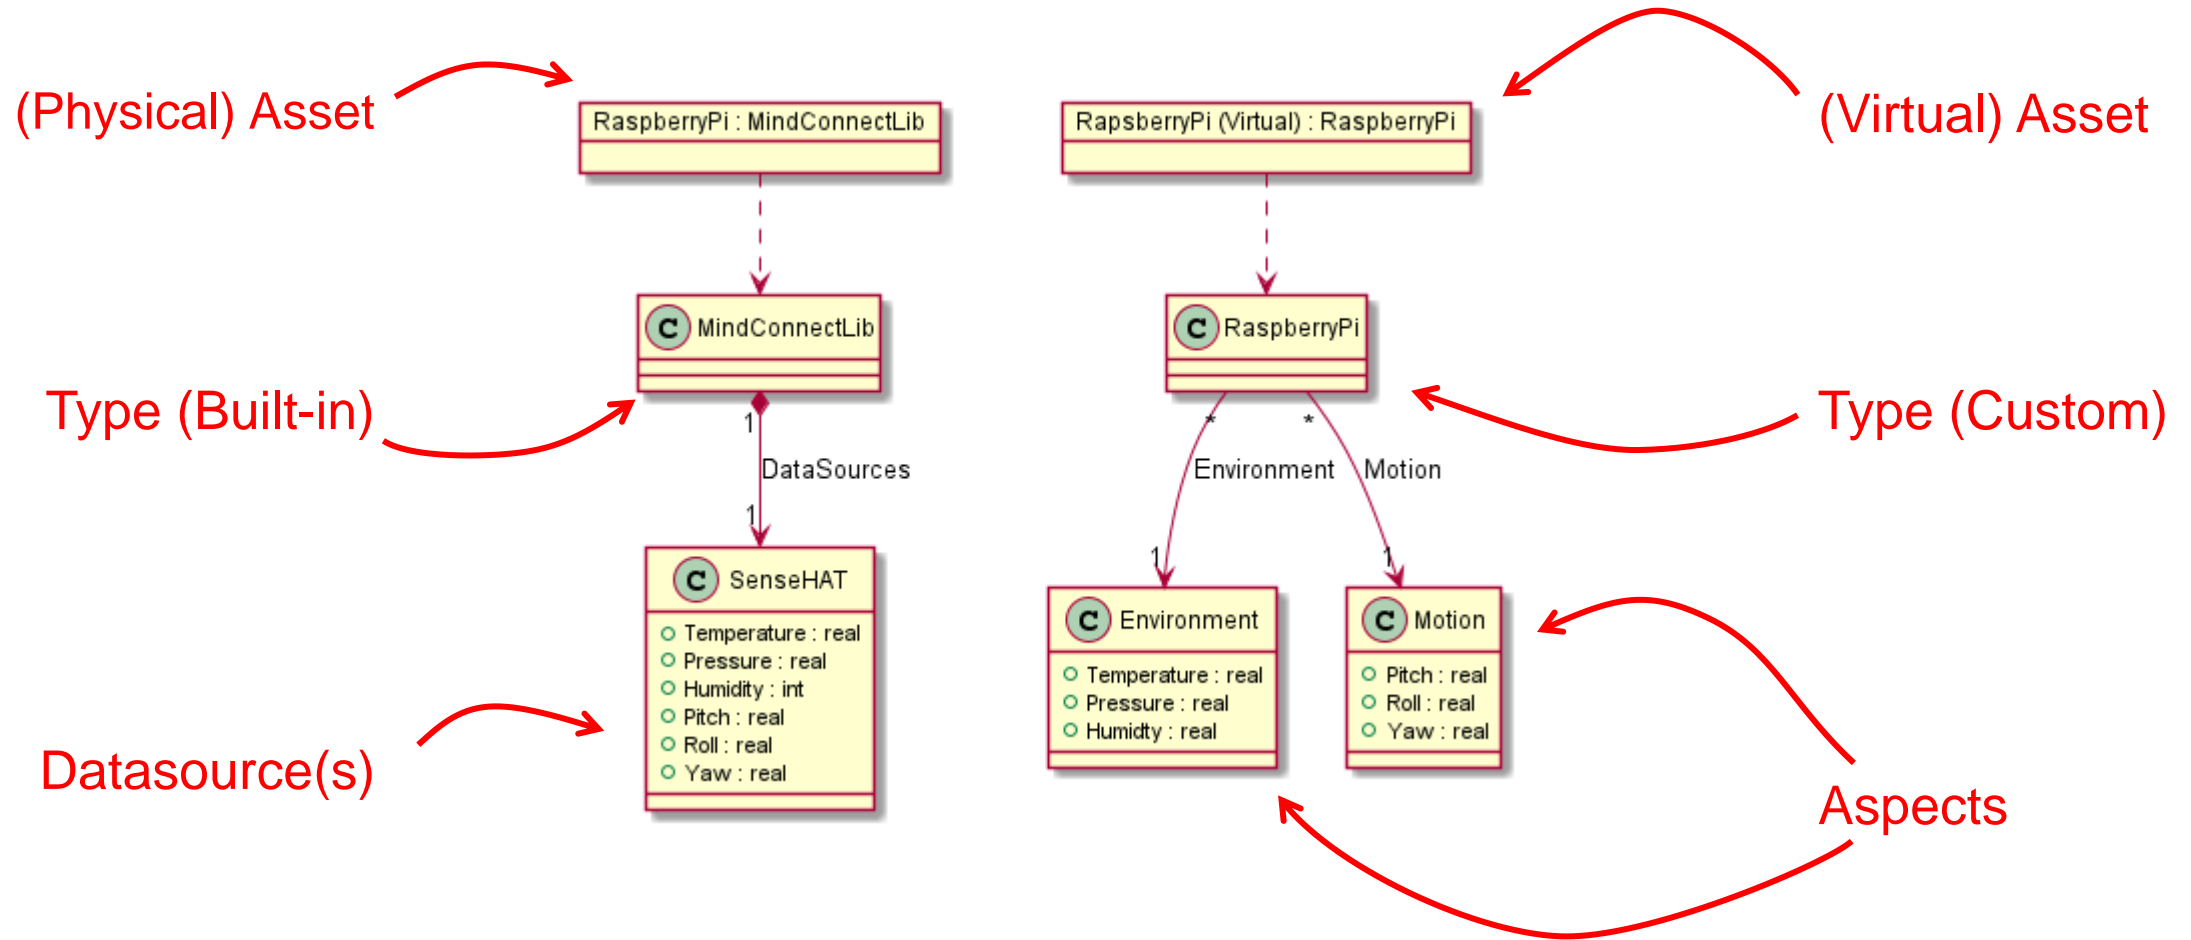 (Physical) Asset
RaspberryPi : MindConnectLib
RapsberryPi (Virtual) : RaspberryPi
(Virtual) Asset
C MindConnectLib
C RaspberryPi
Type (Built-in)
Type (Custom)
1
DataSources
1
* *
Environment
Motion
1
1
C SenseHAT
Temperature : real
Pressure : real
Humidity : int
Pitch : real
Roll : real
Yaw : real
C Environment
Temperature : real
Pressure : real
Humidty : real
C Motion
Pitch : real
Roll : real
Yaw : real
Datasource(s)
Aspects